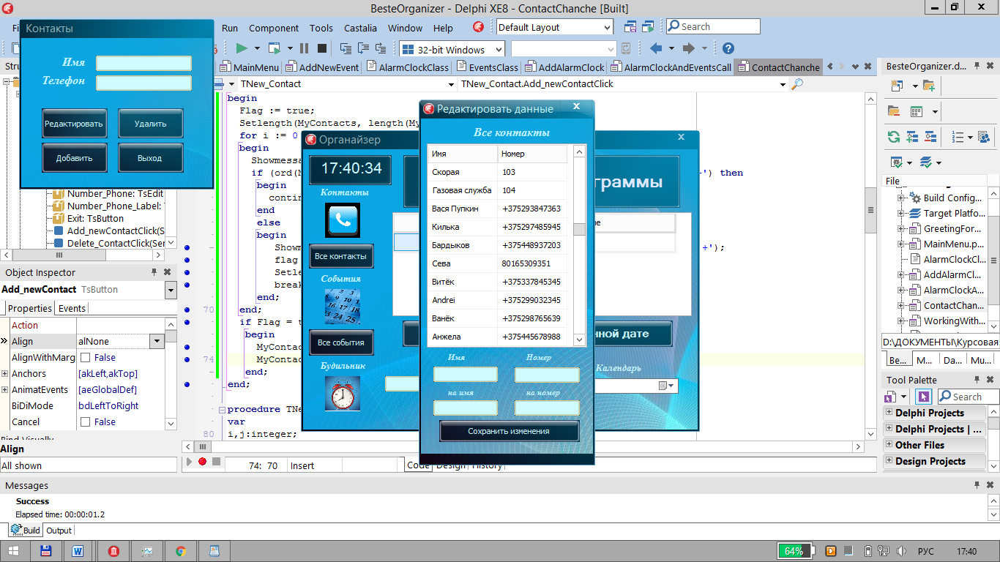 BesteOrganizer - Delphi XE8 - ContactChanche [Built]
Run Component Tools Castalia Window Help Default Layout Search
32-bit Windows
MainMenu AddNewEvent AlarmClockClass EventsClass AddAlarmClock AlarmClockAndEventsCall ContactChanche
TNew_Contact TNew_Contact.Add_newContactClick
Контакты
Имя
Телефон
Редактировать Удалить
Добавить Выход
Number_Phone: TsEdit
Number_Phone_Label:
Exit: TsButton
Add_newContactClick(S
Delete_ContactClick(Se
Object Inspector
Add_newContact TsButton
Properties Events
Action
Align alNone
AlignWithMarg False
Anchors [akLeft,akTop]
AnimatEvents [aeGlobalDef]
BiDiMode bdLeftToRight
Cancel False
Align
All shown
begin
Flag := true;
Setlength(MyContacts, length(My
for i := 0
begin
Showmessa
if (ord(M
') then
begin
contin
end
else
begin
Showm
+');
flag
Setle
break
end;
70 end;
if Flag = t
begin
MyContac
74 MyContac
end;
end;
procedure TNe
var
80 i,j:integer;
74: 70 Insert
Code Design History
Органайзер
17:40:34
Контакты
Все контакты
События
Все события
Будильник
граммы
нной дате
Календарь
Редактировать данные
Все контакты
Имя Номер
Скорая 103
Газовая служба 104
Вася Пупкин +375293847363
Килька +375297485945
Бардыков +375448937203
Сева 80165309351
Витёк +375337845345
Andrei +375299032345
Ванёк +375298765639
Анжела +375445678988
Имя Номер
на имя на номер
Сохранить изменения
BesteOrganizer.d...
File
Build Config...
Target Platfo...
GreetingFor...
MainMenu.p...
AlarmClockCl...
AddAlarmCl...
AlarmClockA...
ContactChan...
WorkingWith...
D:\ДОКУМЕНТЫ\Курсовая
Be... M... Da... Mu...
Tool Palette
Search
Delphi Projects
Delphi Projects | ...
Other Files
Design Projects
Messages
Success
Elapsed time: 00:00:01.2
Build Output
64% РУС 17:40